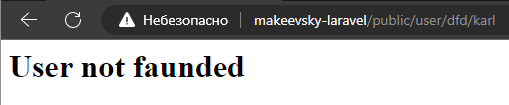 Небезопасно makeevsky-laravel/public/user/dfd/karl
User not faunded